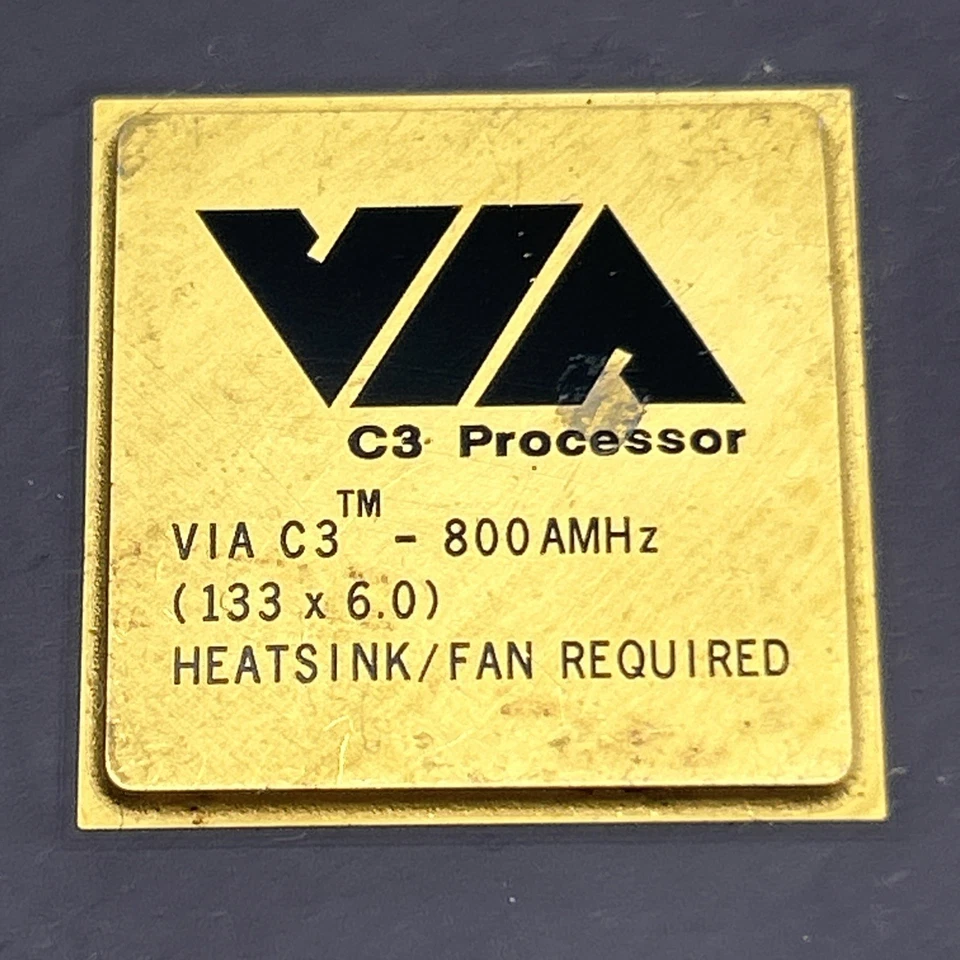 VIA
C3 Processor
VIA C3™ - 800AMHz
(133 x 6.0)
HEATSINK/FAN REQUIRED